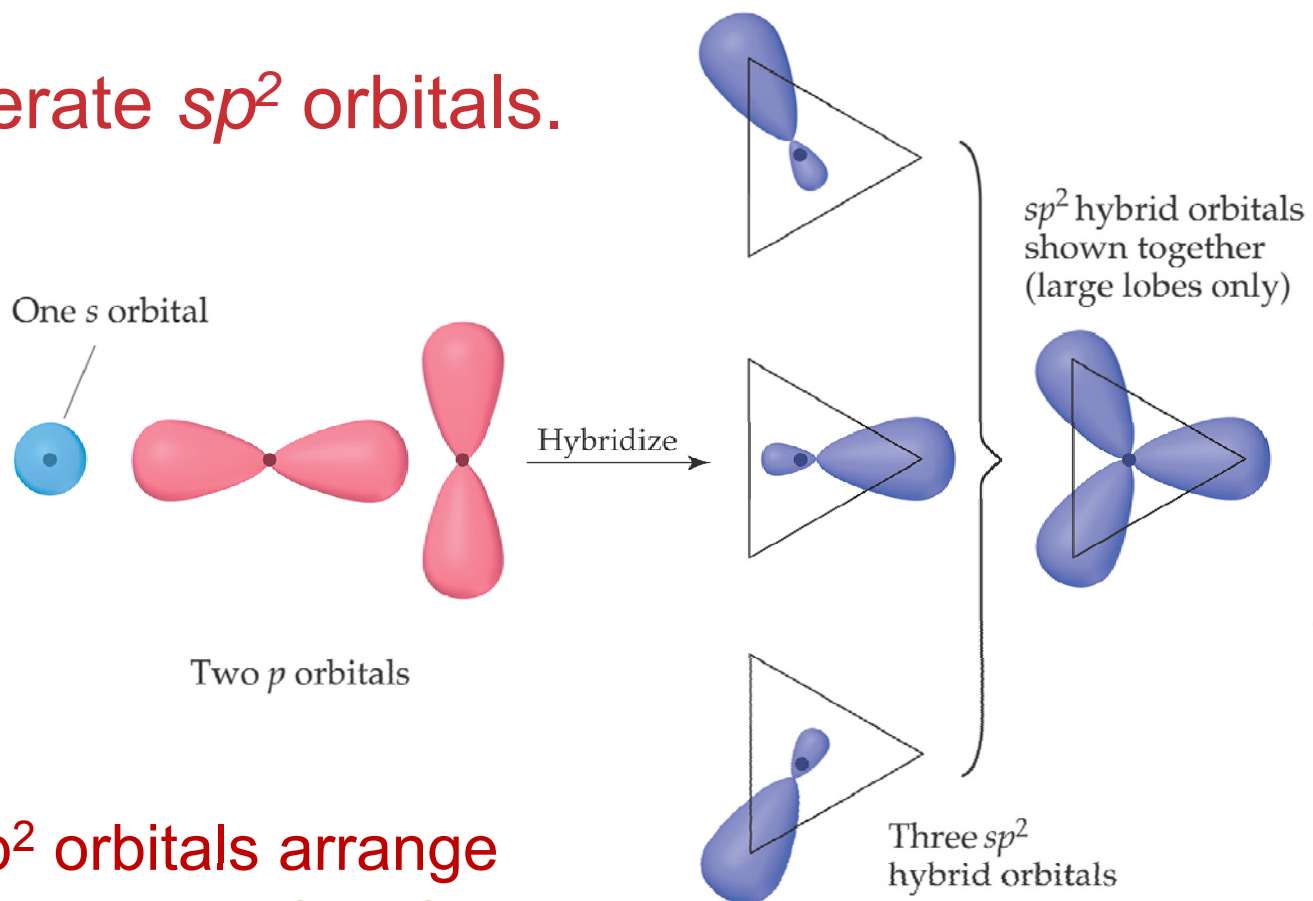 erate sp² orbitals.
sp² hybrid orbitals
shown together
(large lobes only)
One s orbital
Hybridize
Two p orbitals
Three sp²
hybrid orbitals
p² orbitals arrange